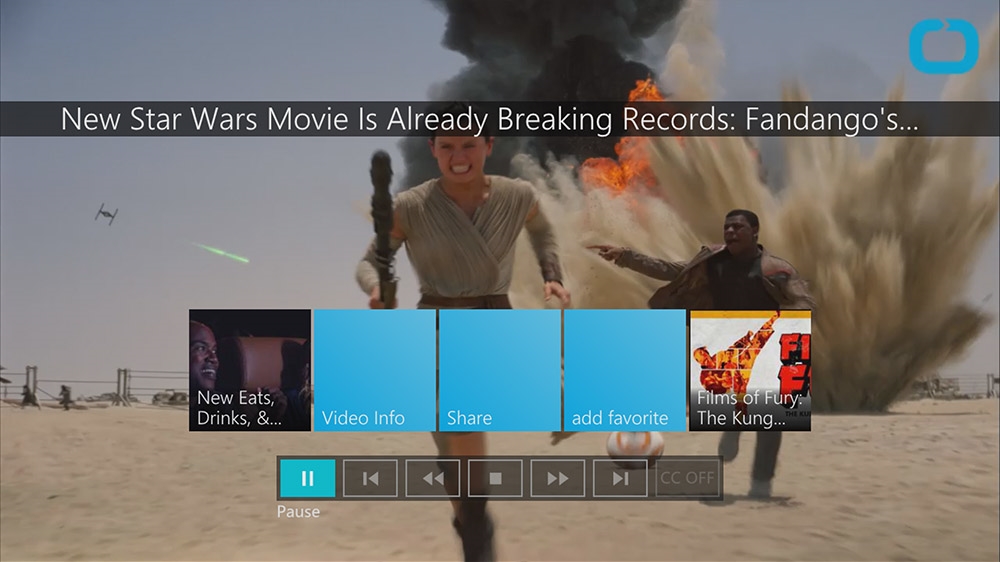 New Star Wars Movie Is Already Breaking Records: Fandango's...
New Eats,
Drinks, &...
Video Info
Share
add favorite
Films of Fury:
The Kung...
CC OFF
Pause